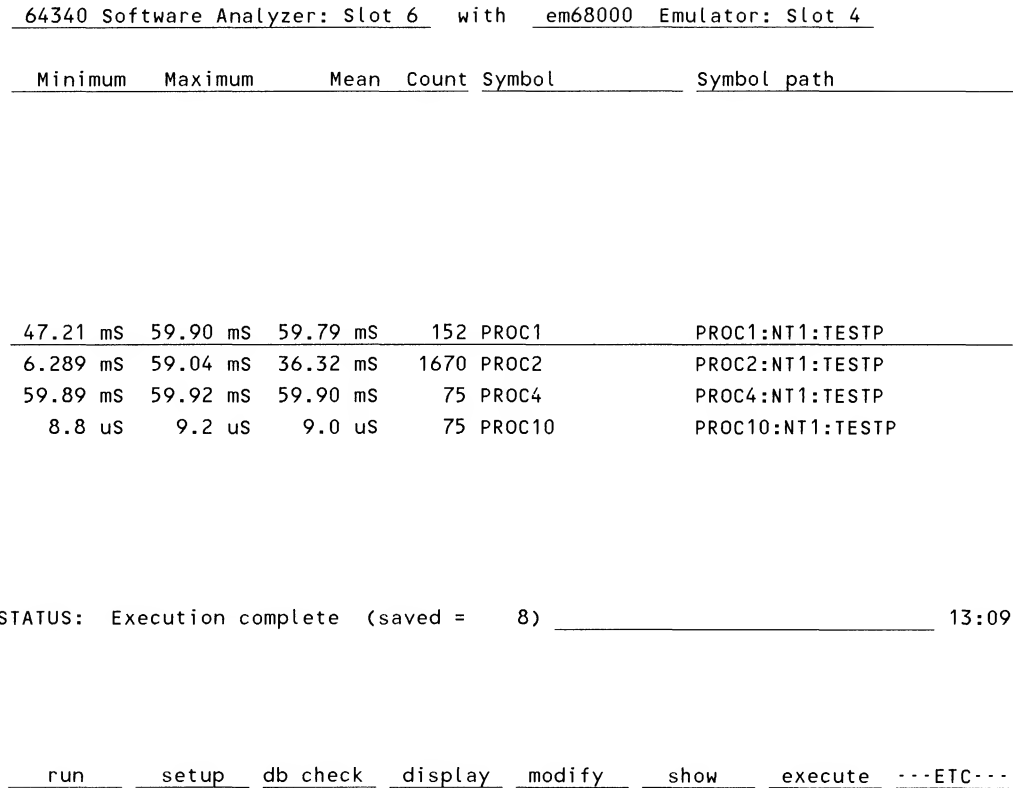 64340 Software Analyzer: Slot 6 with em68000 Emulator: Slot 4
Minimum Maximum Mean Count Symbol Symbol path
47.21 mS 59.90 mS 59.79 mS 152 PROC1 PROC1:NT1:TESTP
6.289 mS 59.04 mS 36.32 mS 1670 PROC2 PROC2:NT1:TESTP
59.89 mS 59.92 mS 59.90 mS 75 PROC4 PROC4:NT1:TESTP
8.8 uS 9.2 uS 9.0 uS 75 PROC10 PROC10:NT1:TESTP
STATUS: Execution complete (saved = 8) 13:09
run setup db check display modify show execute ---ETC---